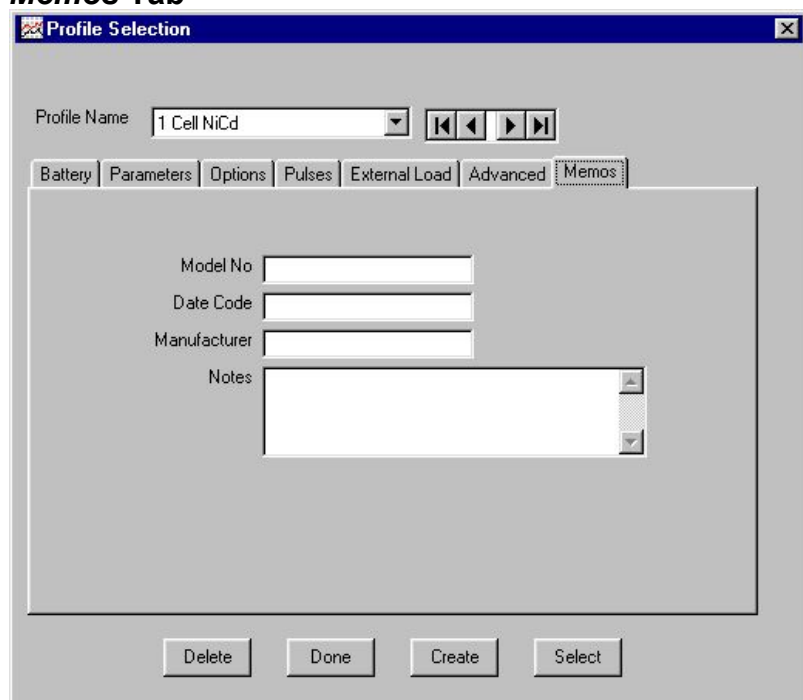 Memos Tab
Profile Selection
Profile Name 1 Cell NiCd
Battery Parameters Options Pulses External Load Advanced Memos
Model No
Date Code
Manufacturer
Notes
Delete Done Create Select